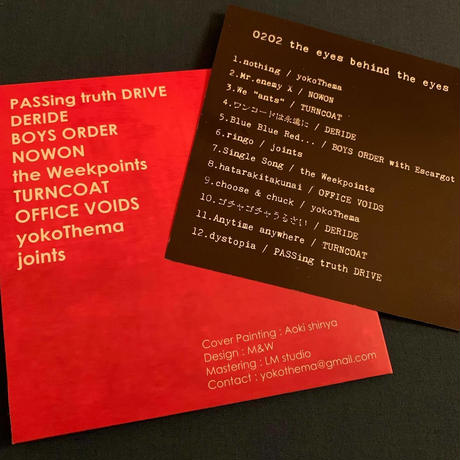 PASSing truth DRIVE
DERIDE
BOYS ORDER
NOWON
the Weekpoints
TURNCOAT
OFFICE VOIDS
yokoThema
joints
Cover Painting : Aoki shinya
Design : M&W
Mastering : LM studio
Contact : yokothema@gmail.com
0202 the eyes behind the eyes
1.nothing / yokoThema
2.Mr.enemy X / NOWON
3.We "ants" / TURNCOAT
4.ワンコードは永遠に / DERIDE
5.Blue Blue Red... / BOYS ORDER with Escargot
6.ringo / joints
7.Single Song / the Weekpoints
8.hatarakitakunai / OFFICE VOIDS
9.choose & chuck / yokoThema
10.ゴチャゴチャうるさい / DERIDE
11.Anytime anywhere / TURNCOAT
12.dystopia / PASSing truth DRIVE